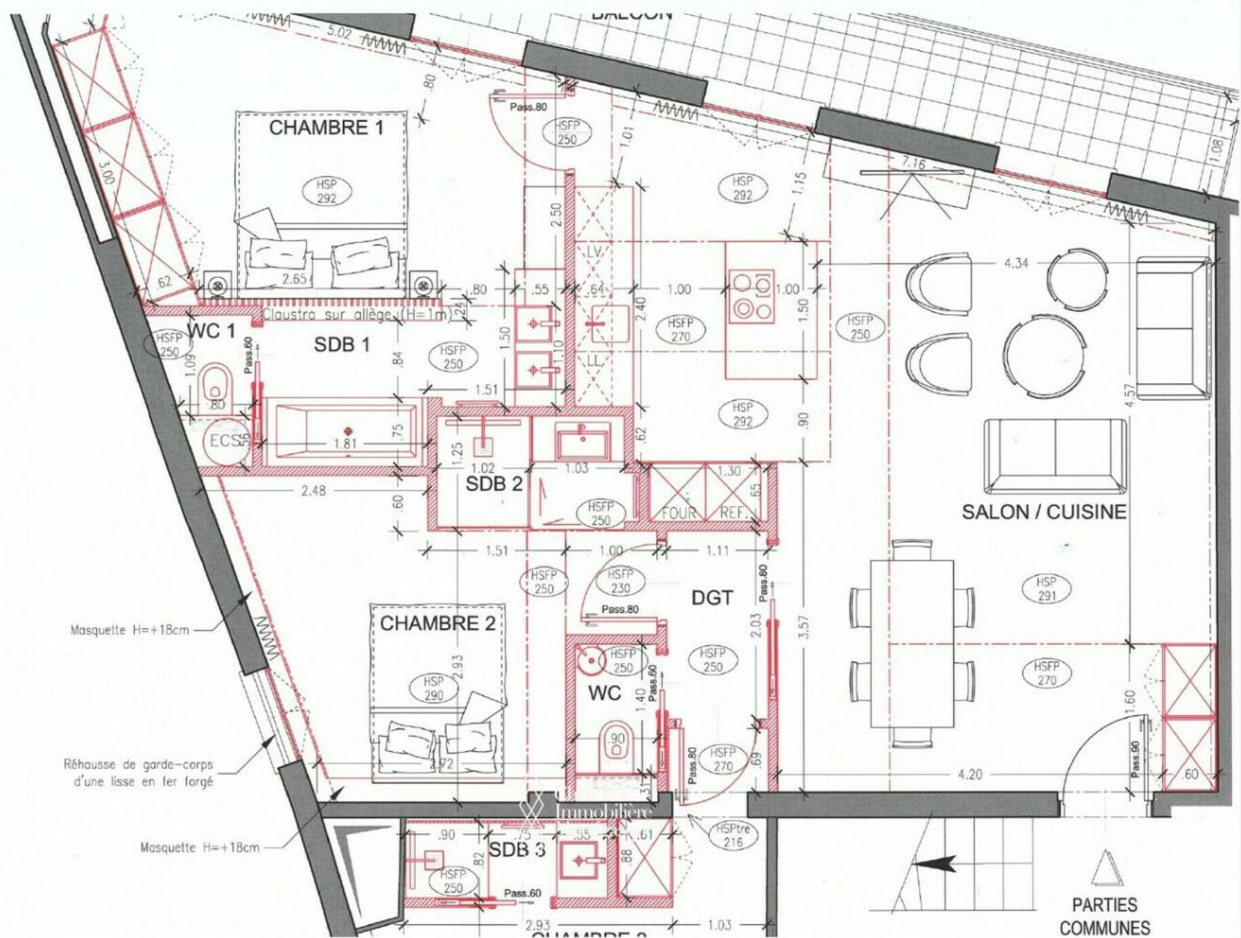 BALCON
5.02
.80
Pass.80
HSFP
250
1.01
7.16
1.08
CHAMBRE 1
3.00
HSP
292
HSP
292
1.15
2.50
4.34
.62
2.65
.80
.55
.64
LV
2.40
1.00
1.00
1.50
HSFP
270
HSFP
250
Claustra sur allège (H=1m)
.24
WC 1
HSFP
250
SDB 1
Pass.60
1.09
.84
HSFP
250
1.50
1.10
LL
1.51
.80
ECS
.56
1.81
.75
1.25
.62
HSP
292
.90
4.57
1.02
1.03
SDB 2
1.30
.65
FOUR
REF.
2.48
.60
HSFP
250
SALON / CUISINE
1.51
1.00
1.11
HSFP
250
HSFP
230
DGT
Pass.80
HSP
291
Pass.80
2.03
3.57
Masquette H=+18cm
CHAMBRE 2
2.93
HSP
290
HSFP
250
HSFP
250
HSFP
270
WC
Pass.60
1.40
.90
1.60
Réhausse de garde-corps
d'une lisse en fer forgé
2.72
Pass.80
HSFP
270
.69
4.20
Pass.90
.60
.31
Immobilière
Masquette H=+18cm
.90
.75
.55
.61
HSPtre
216
SDB 3
.82
.88
HSFP
250
Pass.60
2.93
1.03
CHAMBRE 3
PARTIES
COMMUNES